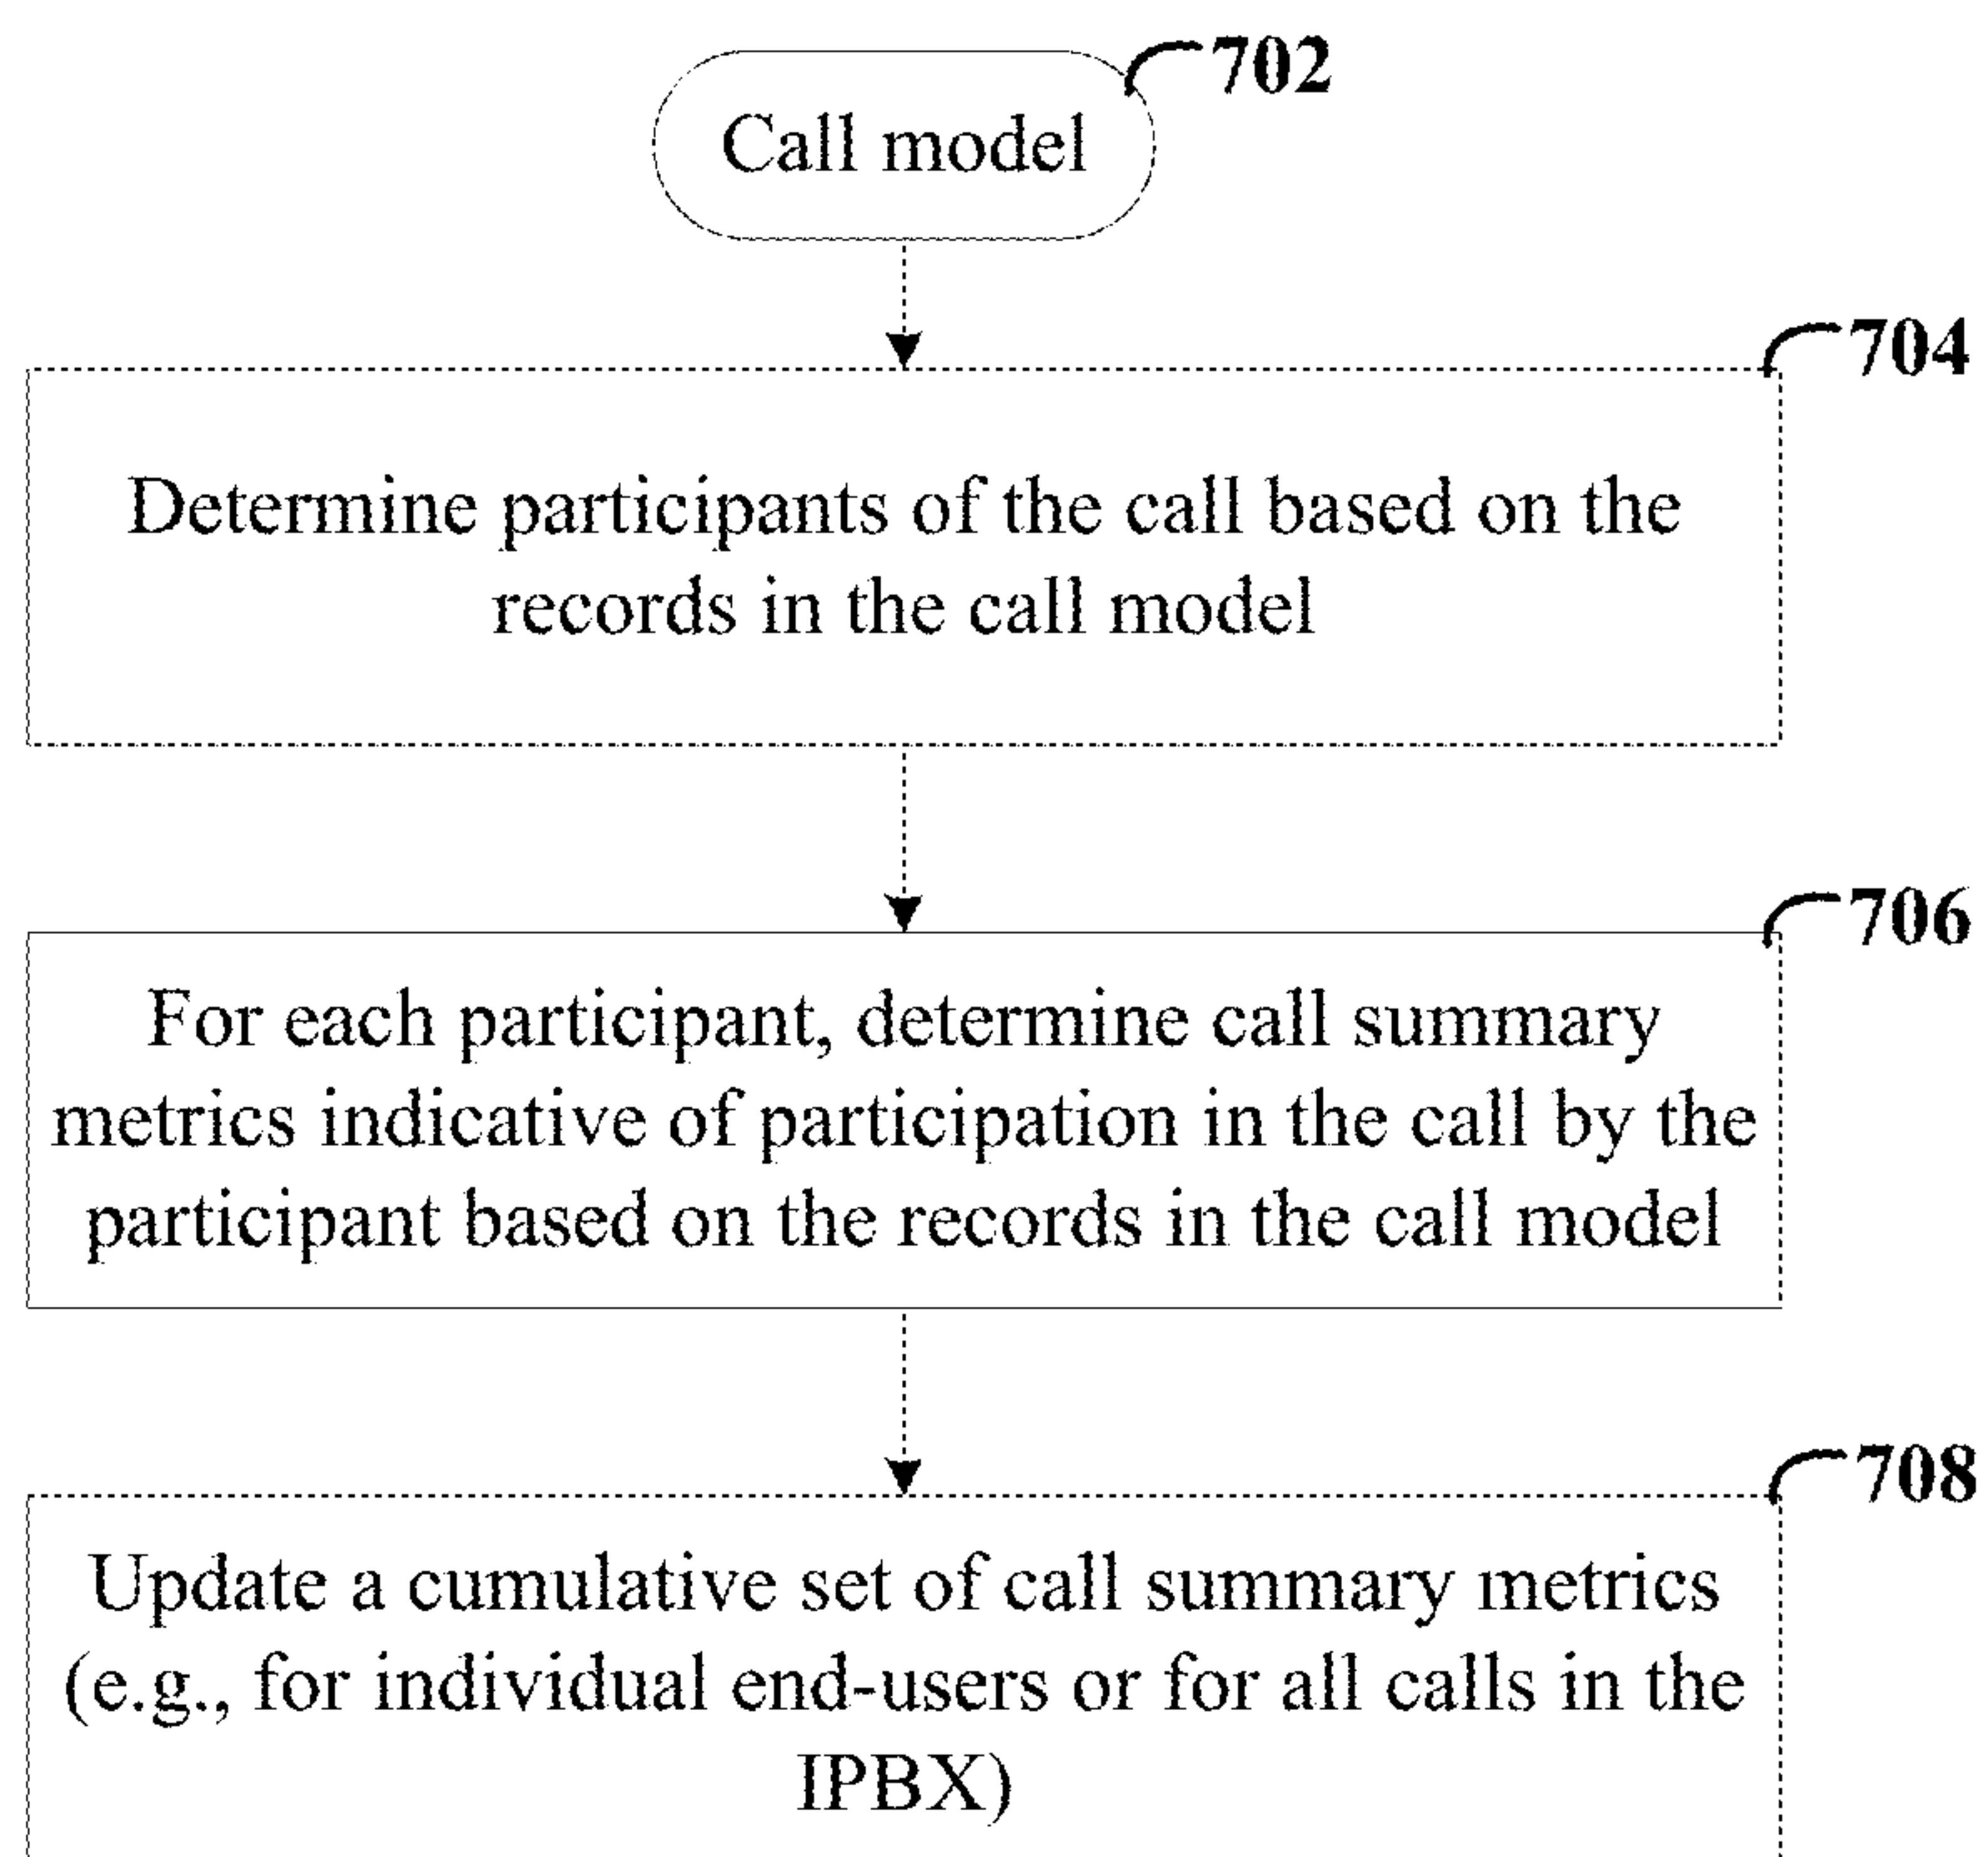 702
Call model
704
Determine participants of the call based on the
records in the call model
706
For each participant, determine call summary
metrics indicative of participation in the call by the
participant based on the records in the call model
708
Update a cumulative set of call summary metrics
(e.g., for individual end-users or for all calls in the
IPBX)